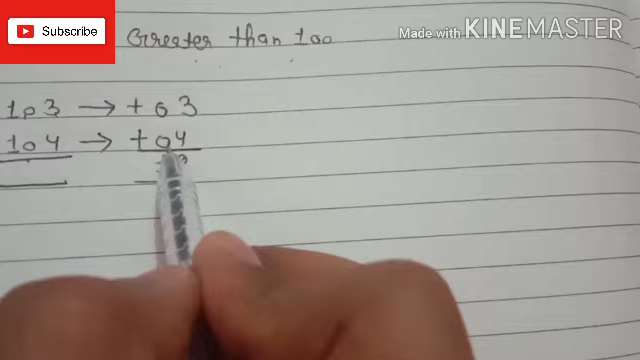 Subscribe
Greater than 100
Made with KINEMASTER
103 → + 03
104 → + 04